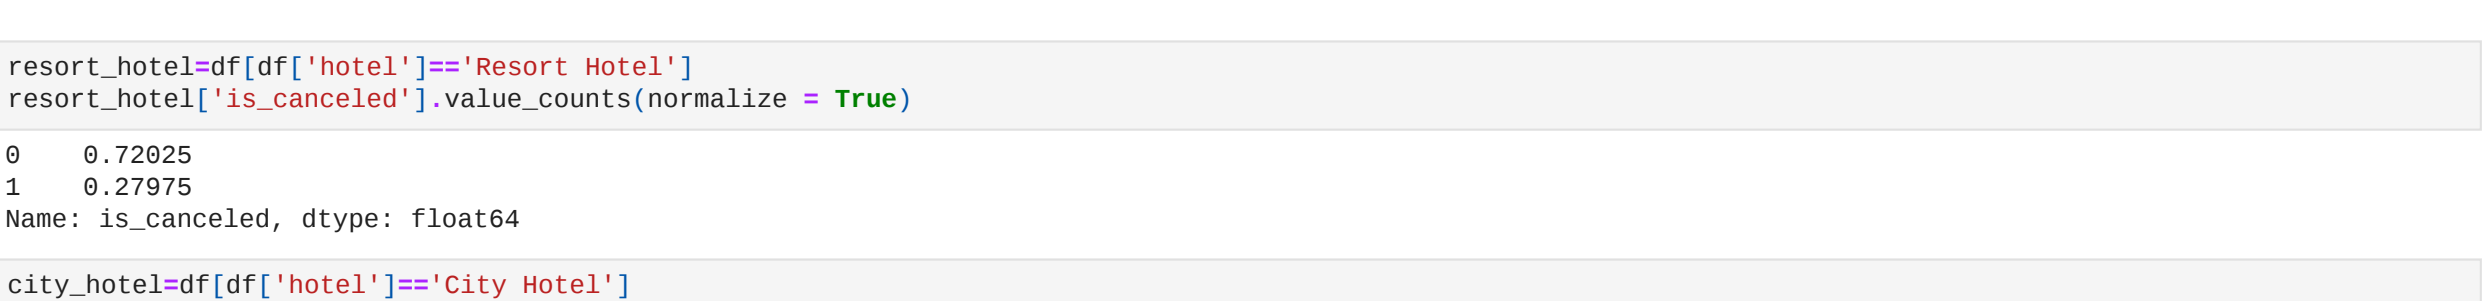 resort_hotel=df[df['hotel']=='Resort Hotel']
resort_hotel['is_canceled'].value_counts(normalize = True)
0    0.72025
1    0.27975
Name: is_canceled, dtype: float64
city_hotel=df[df['hotel']=='City Hotel']